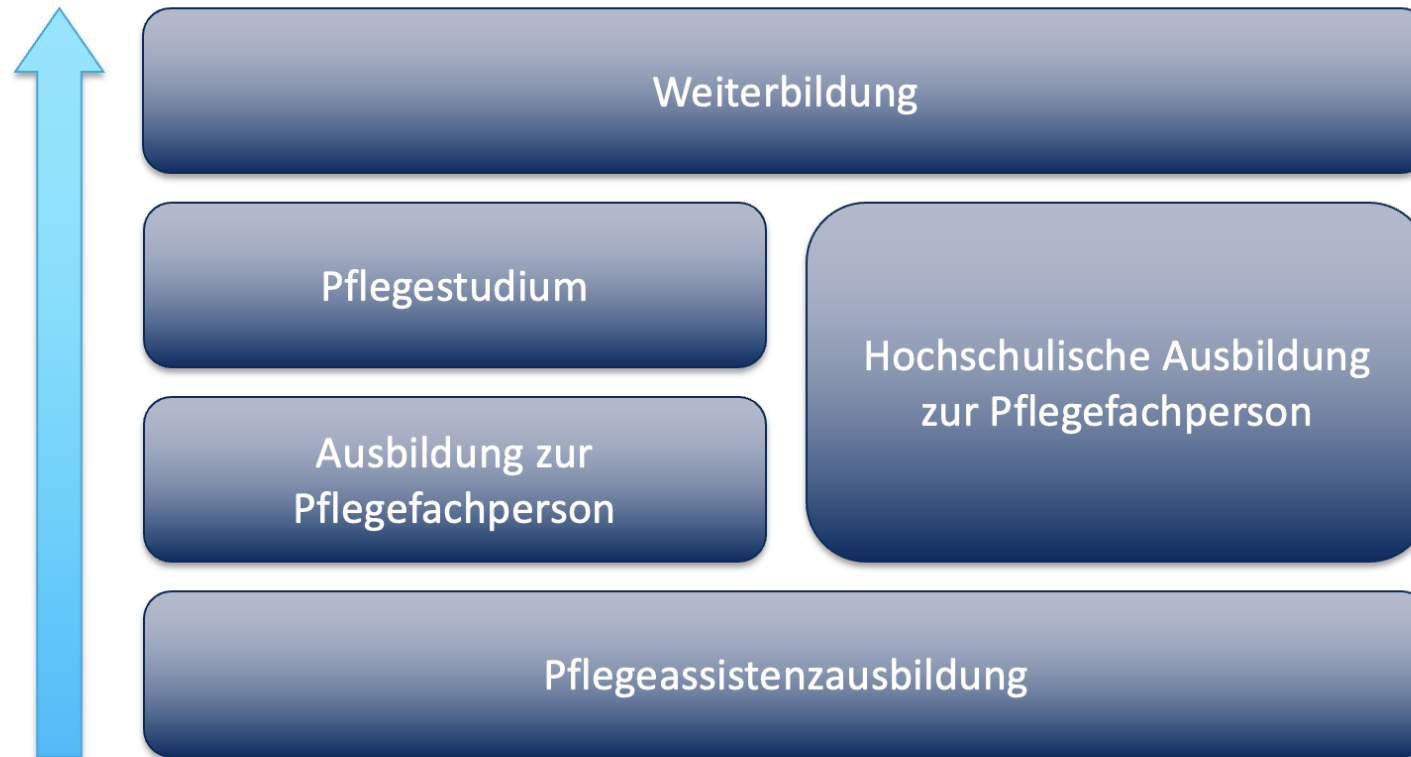 Weiterbildung
Pflegestudium
Hochschulische Ausbildung
zur Pflegefachperson
Ausbildung zur
Pflegefachperson
Pflegeassistenzausbildung